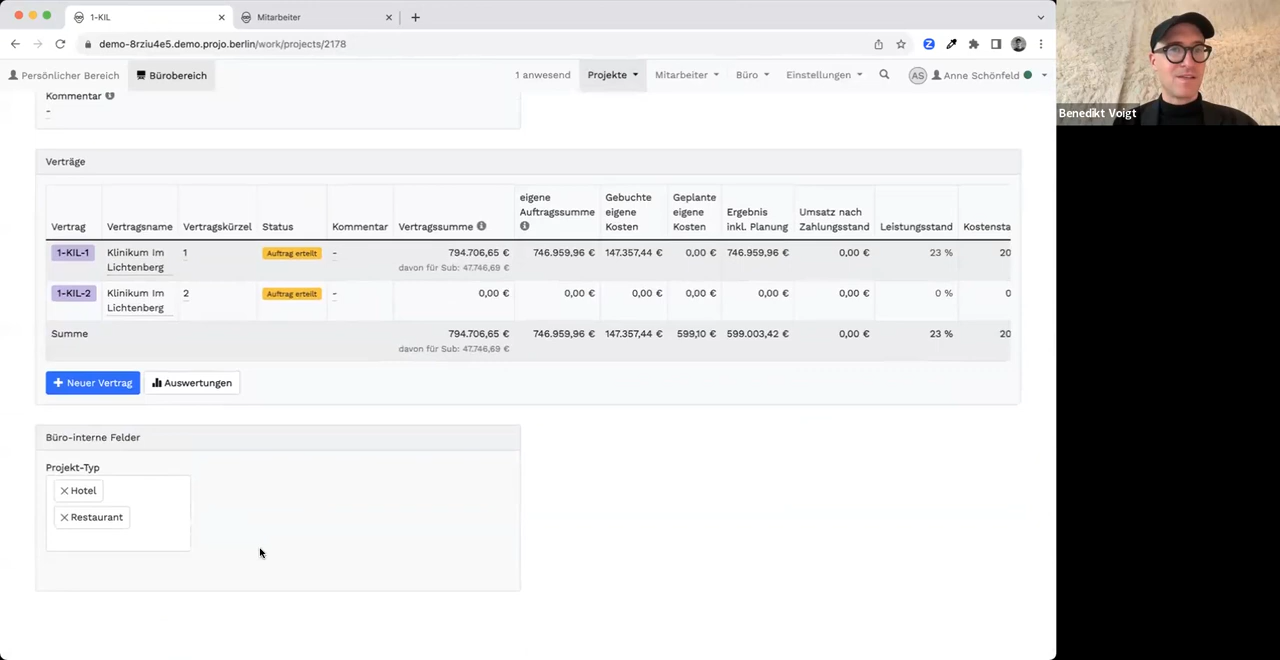 1-KIL
Mitarbeiter
demo-8rziu4e5.demo.projo.berlin/work/projects/2178
Persönlicher Bereich
Bürobereich
1 anwesend
Projekte
Mitarbeiter
Büro
Einstellungen
AS
Anne Schönfeld
Benedikt Voigt
Kommentar
-
Verträge
Vertrag Vertragsname Vertragskürzel Status Kommentar Vertragssumme eigene Auftragssumme Gebuchte eigene Kosten Geplante eigene Kosten Ergebnis inkl. Planung Umsatz nach Zahlungsstand Leistungsstand Kostensta
1-KIL-1 Klinikum Im Lichtenberg 1 Auftrag erteilt - 794.706,65 € 746.959,96 € 147.357,44 € 0,00 € 746.959,96 € 0,00 € 23 % 20
davon für Sub: 47.746,69 €
1-KIL-2 Klinikum Im Lichtenberg 2 Auftrag erteilt - 0,00 € 0,00 € 0,00 € 0,00 € 0,00 € 0,00 € 0 % 0
Summe 794.706,65 € 746.959,96 € 147.357,44 € 599,10 € 599.003,42 € 0,00 € 23 % 20
davon für Sub: 47.746,69 €
+ Neuer Vertrag
Auswertungen
Büro-interne Felder
Projekt-Typ
Hotel
Restaurant